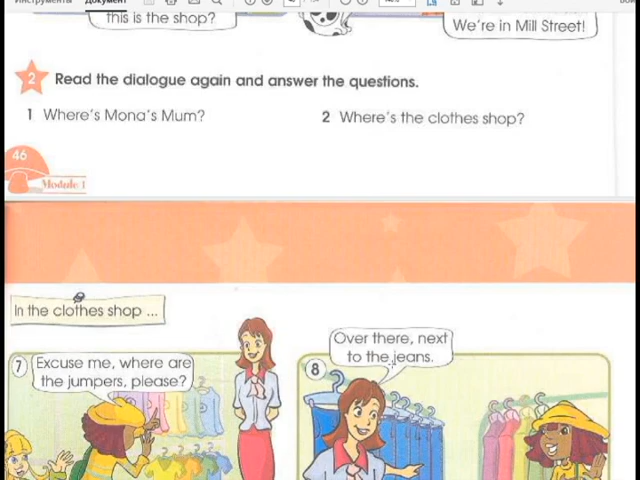 Инструменты Документ
this is the shop?
We're in Mill Street!
2 Read the dialogue again and answer the questions.
1 Where's Mona's Mum?
2 Where's the clothes shop?
46
Module 1
In the clothes shop ...
7 Excuse me, where are
the jumpers, please?
8 Over there, next
to the jeans.